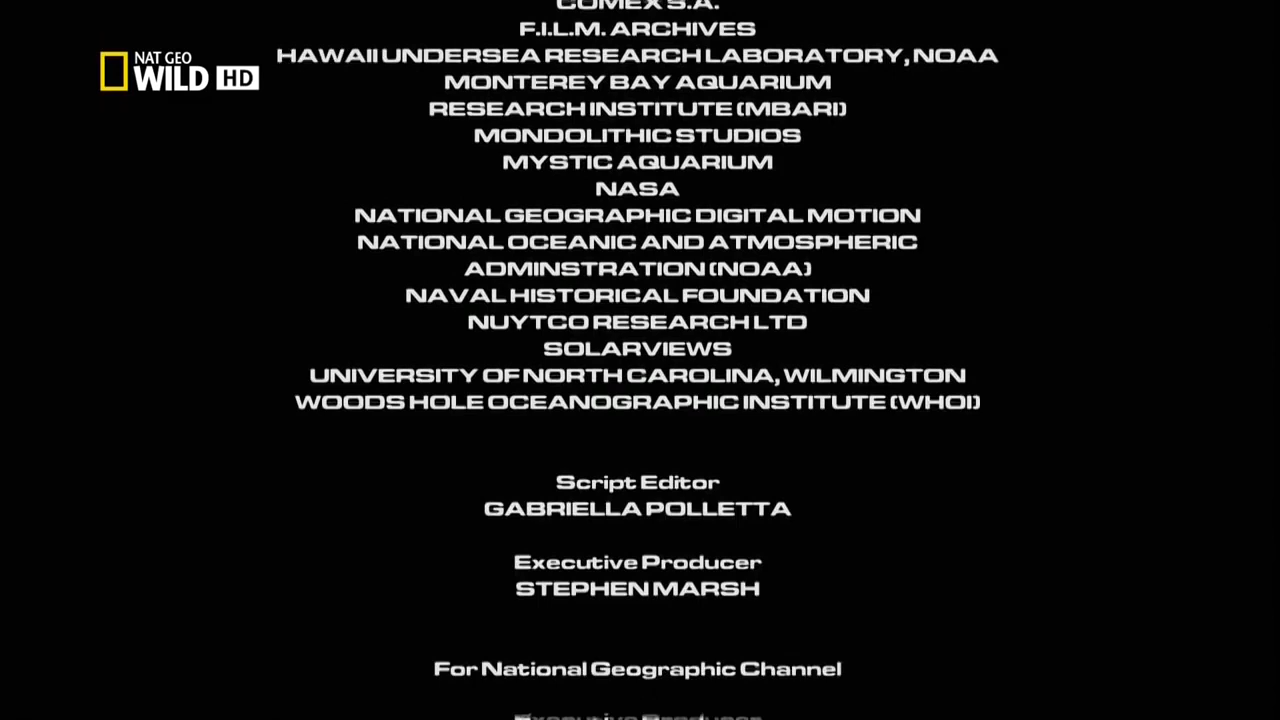 COMEX S.A.
F.I.L.M. ARCHIVES
HAWAII UNDERSEA RESEARCH LABORATORY, NOAA
NAT GEO
WILD HD
MONTEREY BAY AQUARIUM
RESEARCH INSTITUTE (MBARI)
MONDOLITHIC STUDIOS
MYSTIC AQUARIUM
NASA
NATIONAL GEOGRAPHIC DIGITAL MOTION
NATIONAL OCEANIC AND ATMOSPHERIC
ADMINSTRATION (NOAA)
NAVAL HISTORICAL FOUNDATION
NUYTCO RESEARCH LTD
SOLARVIEWS
UNIVERSITY OF NORTH CAROLINA, WILMINGTON
WOODS HOLE OCEANOGRAPHIC INSTITUTE (WHOI)
Script Editor
GABRIELLA POLLETTA
Executive Producer
STEPHEN MARSH
For National Geographic Channel
Executive Producer